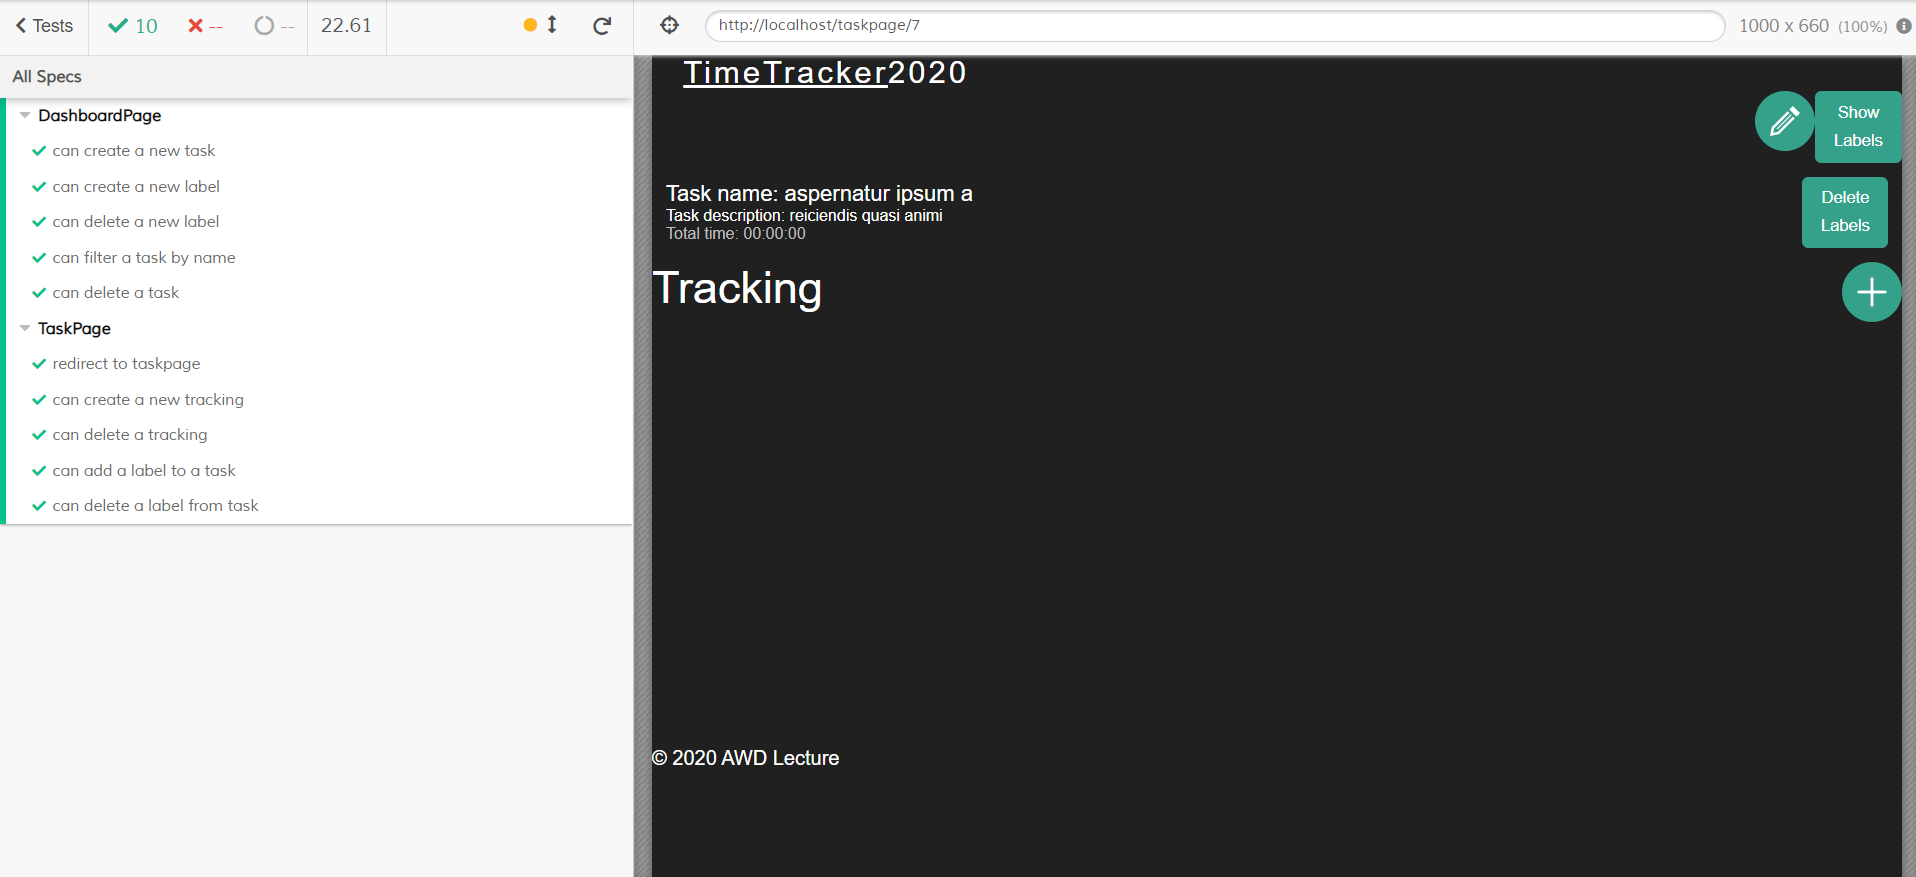 Tests 10 -- -- 22.61
http://localhost/taskpage/7 1000 x 660 (100%)
All Specs
DashboardPage
can create a new task
can create a new label
can delete a new label
can filter a task by name
can delete a task
TaskPage
redirect to taskpage
can create a new tracking
can delete a tracking
can add a label to a task
can delete a label from task
TimeTracker2020
Show
Labels
Task name: aspernatur ipsum a
Task description: reiciendis quasi animi
Total time: 00:00:00
Delete
Labels
Tracking
© 2020 AWD Lecture